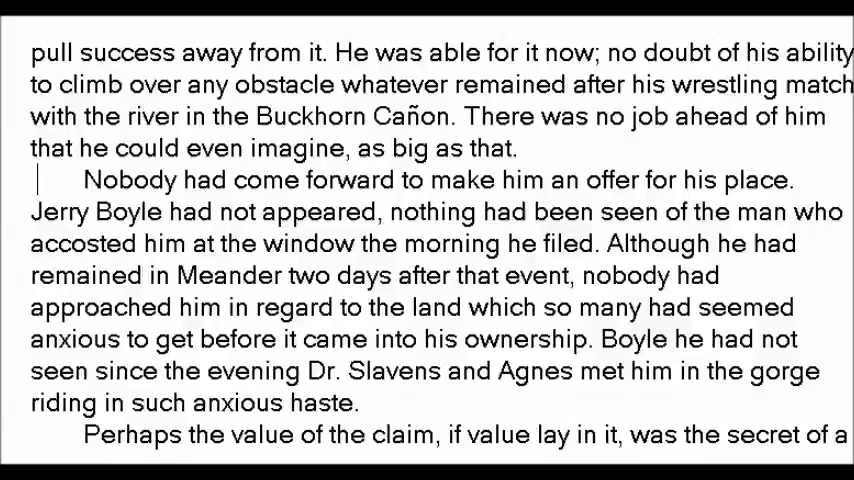 pull success away from it. He was able for it now; no doubt of his ability
to climb over any obstacle whatever remained after his wrestling match
with the river in the Buckhorn Cañon. There was no job ahead of him
that he could even imagine, as big as that.
Nobody had come forward to make him an offer for his place.
Jerry Boyle had not appeared, nothing had been seen of the man who
accosted him at the window the morning he filed. Although he had
remained in Meander two days after that event, nobody had
approached him in regard to the land which so many had seemed
anxious to get before it came into his ownership. Boyle he had not
seen since the evening Dr. Slavens and Agnes met him in the gorge
riding in such anxious haste.
Perhaps the value of the claim, if value lay in it, was the secret of a